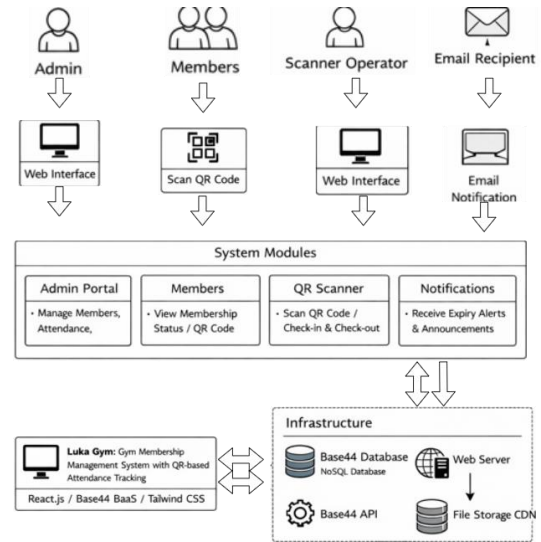 Admin
Members
Scanner Operator
Email Recipient
Web Interface
Scan QR Code
Web Interface
Email
Notification
System Modules
Admin Portal
· Manage Members,
Attendance,
Members
· View Membership
Status / QR Code
QR Scanner
· Scan QR Code /
Check-in & Check-out
Notifications
· Receive Expiry Alerts
& Announcements
Luka Gym: Gym Membership
Management System with QR-based
Attendance Tracking
React.js / Base44 BaaS / Talwind CSS
Infrastructure
Base44 Database
NoSQL Database
Web Server
Base44 API
File Storage CDN